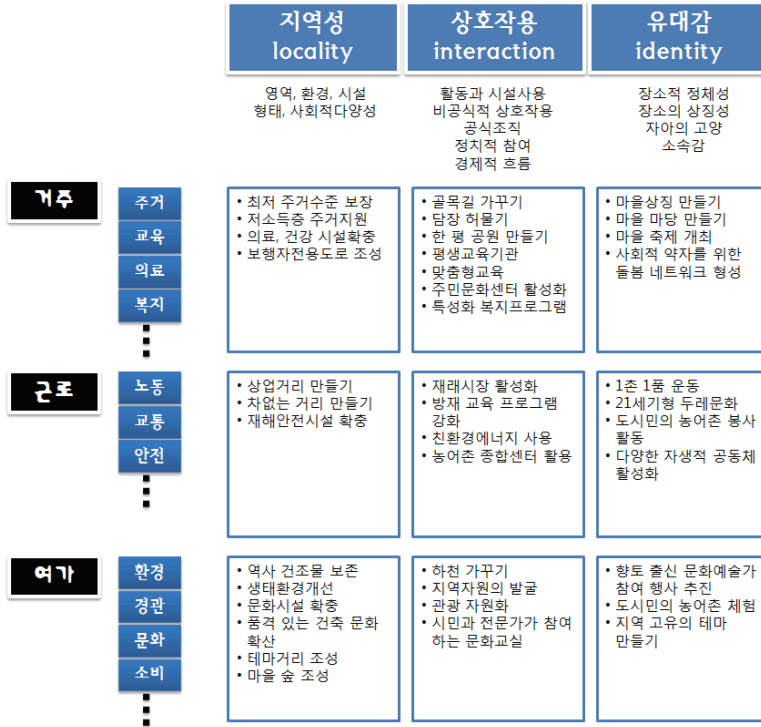 지역성
locality
상호작용
interaction
유대감
identity
영역, 환경, 시설
형태, 사회적다양성
활동과 시설사용
비공식적 상호작용
공식조직
정치적 참여
경제적 흐름
장소적 정체성
장소의 상징성
자아의 고양
소속감
거주
주거
교육
의료
복지
• 최저 주거수준 보장
• 저소득층 주거지원
• 의료, 건강 시설확충
• 보행자전용도로 조성
• 골목길 가꾸기
• 담장 허물기
• 한 평 공원 만들기
• 평생교육기관
• 맞춤형교육
• 주민문화센터 활성화
• 특성화 복지프로그램
• 마을상징 만들기
• 마을 마당 만들기
• 마을 축제 개최
• 사회적 약자를 위한
돌봄 네트워크 형성
근로
노동
교통
안전
• 상업거리 만들기
• 차없는 거리 만들기
• 재해안전시설 확충
• 재래시장 활성화
• 방재 교육 프로그램
강화
• 친환경에너지 사용
• 농어촌 종합센터 활용
• 1촌 1품 운동
• 21세기형 두레문화
• 도시민의 농어촌 봉사
활동
• 다양한 자생적 공동체
활성화
여가
환경
경관
문화
소비
• 역사 건조물 보존
• 생태환경개선
• 문화시설 확충
• 품격 있는 건축 문화
확산
• 테마거리 조성
• 마을 숲 조성
• 하천 가꾸기
• 지역자원의 발굴
• 관광 자원화
• 시민과 전문가가 참여
하는 문화교실
• 향토 출신 문화예술가
참여 행사 추진
• 도시민의 농어촌 체험
• 지역 고유의 테마
만들기